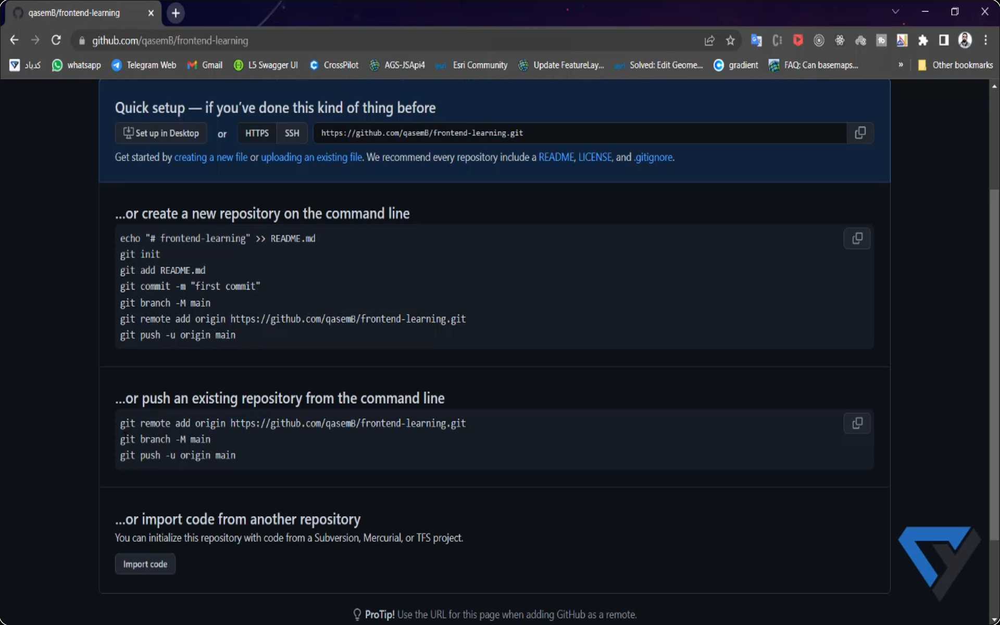 qasemB/frontend-learning
github.com/qasemB/frontend-learning
کدیاد
whatsapp
Telegram Web
Gmail
L5 Swagger UI
CrossPilot
AGS-JSApi4
esri
Esri Community
Update FeatureLay...
esri
Solved: Edit Geome...
gradient
FAQ: Can basemaps...
»
Other bookmarks
Quick setup — if you've done this kind of thing before
Set up in Desktop
or
HTTPS
SSH
https://github.com/qasemB/frontend-learning.git
Get started by creating a new file or uploading an existing file. We recommend every repository include a README, LICENSE, and .gitignore.
...or create a new repository on the command line
echo "# frontend-learning" >> README.md
git init
git add README.md
git commit -m "first commit"
git branch -M main
git remote add origin https://github.com/qasemB/frontend-learning.git
git push -u origin main
...or push an existing repository from the command line
git remote add origin https://github.com/qasemB/frontend-learning.git
git branch -M main
git push -u origin main
...or import code from another repository
You can initialize this repository with code from a Subversion, Mercurial, or TFS project.
Import code
ProTip! Use the URL for this page when adding GitHub as a remote.